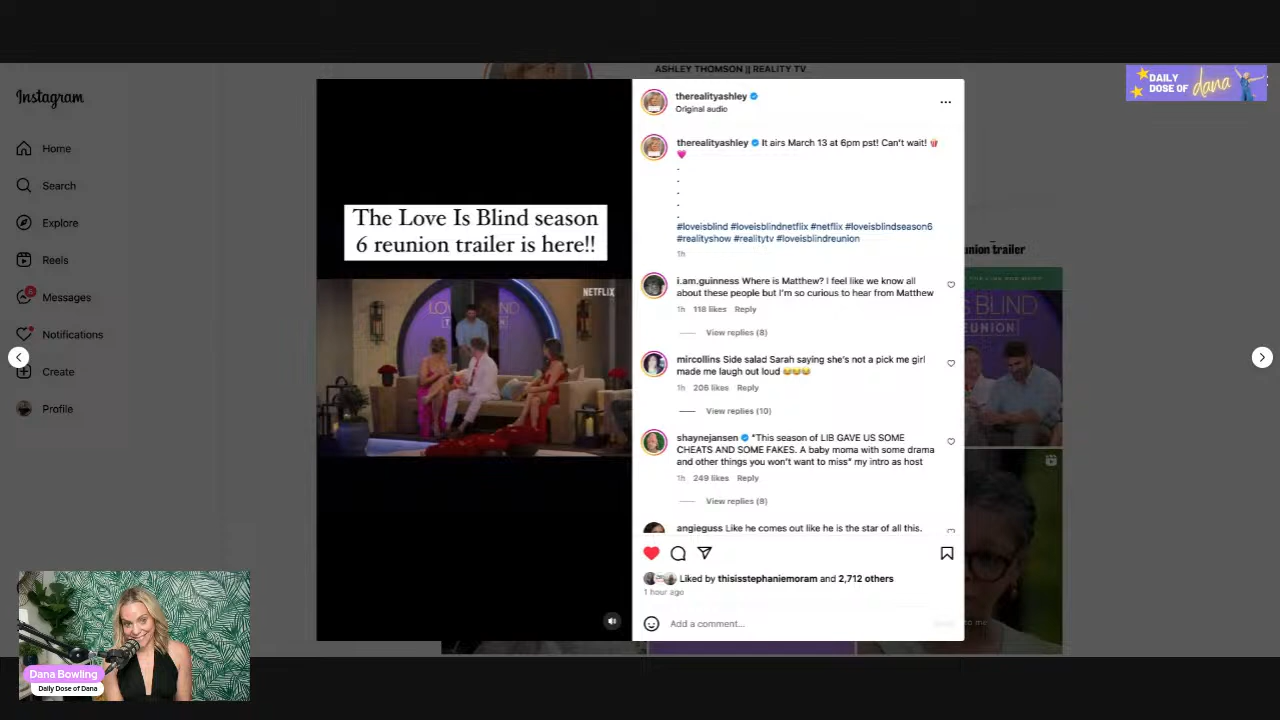 ASHLEY THOMSON || REALITY TV
DAILY
DOSE OF
dana
Instagram
Home
Search
Explore
Reels
8
Messages
Notifications
Create
Profile
The Love Is Blind season
6 reunion trailer is here!!
NETFLIX
therealityashley
Original audio
therealityashley It airs March 13 at 6pm pst! Can't wait! 🍿
💗
.
.
.
.
.
#loveisblind #loveisblindnetflix #netflix #loveisblindseason6
#realityshow #realitytv #loveisblindreunion
1h
i.am.guinness Where is Matthew? I feel like we know all
about these people but I'm so curious to hear from Matthew
1h 118 likes Reply
View replies (8)
mircollins Side salad Sarah saying she's not a pick me girl
made me laugh out loud 😂😂😂
1h 206 likes Reply
View replies (10)
shaynejansen "This season of LIB GAVE US SOME
CHEATS AND SOME FAKES. A baby moma with some drama
and other things you won't want to miss" my intro as host
1h 249 likes Reply
View replies (8)
angieguss Like he comes out like he is the star of all this.
Liked by thisisstephaniemoram and 2,712 others
1 hour ago
Add a comment...
union trailer
BLIND
REUNION
to me
Dana Bowling
Daily Dose of Dana